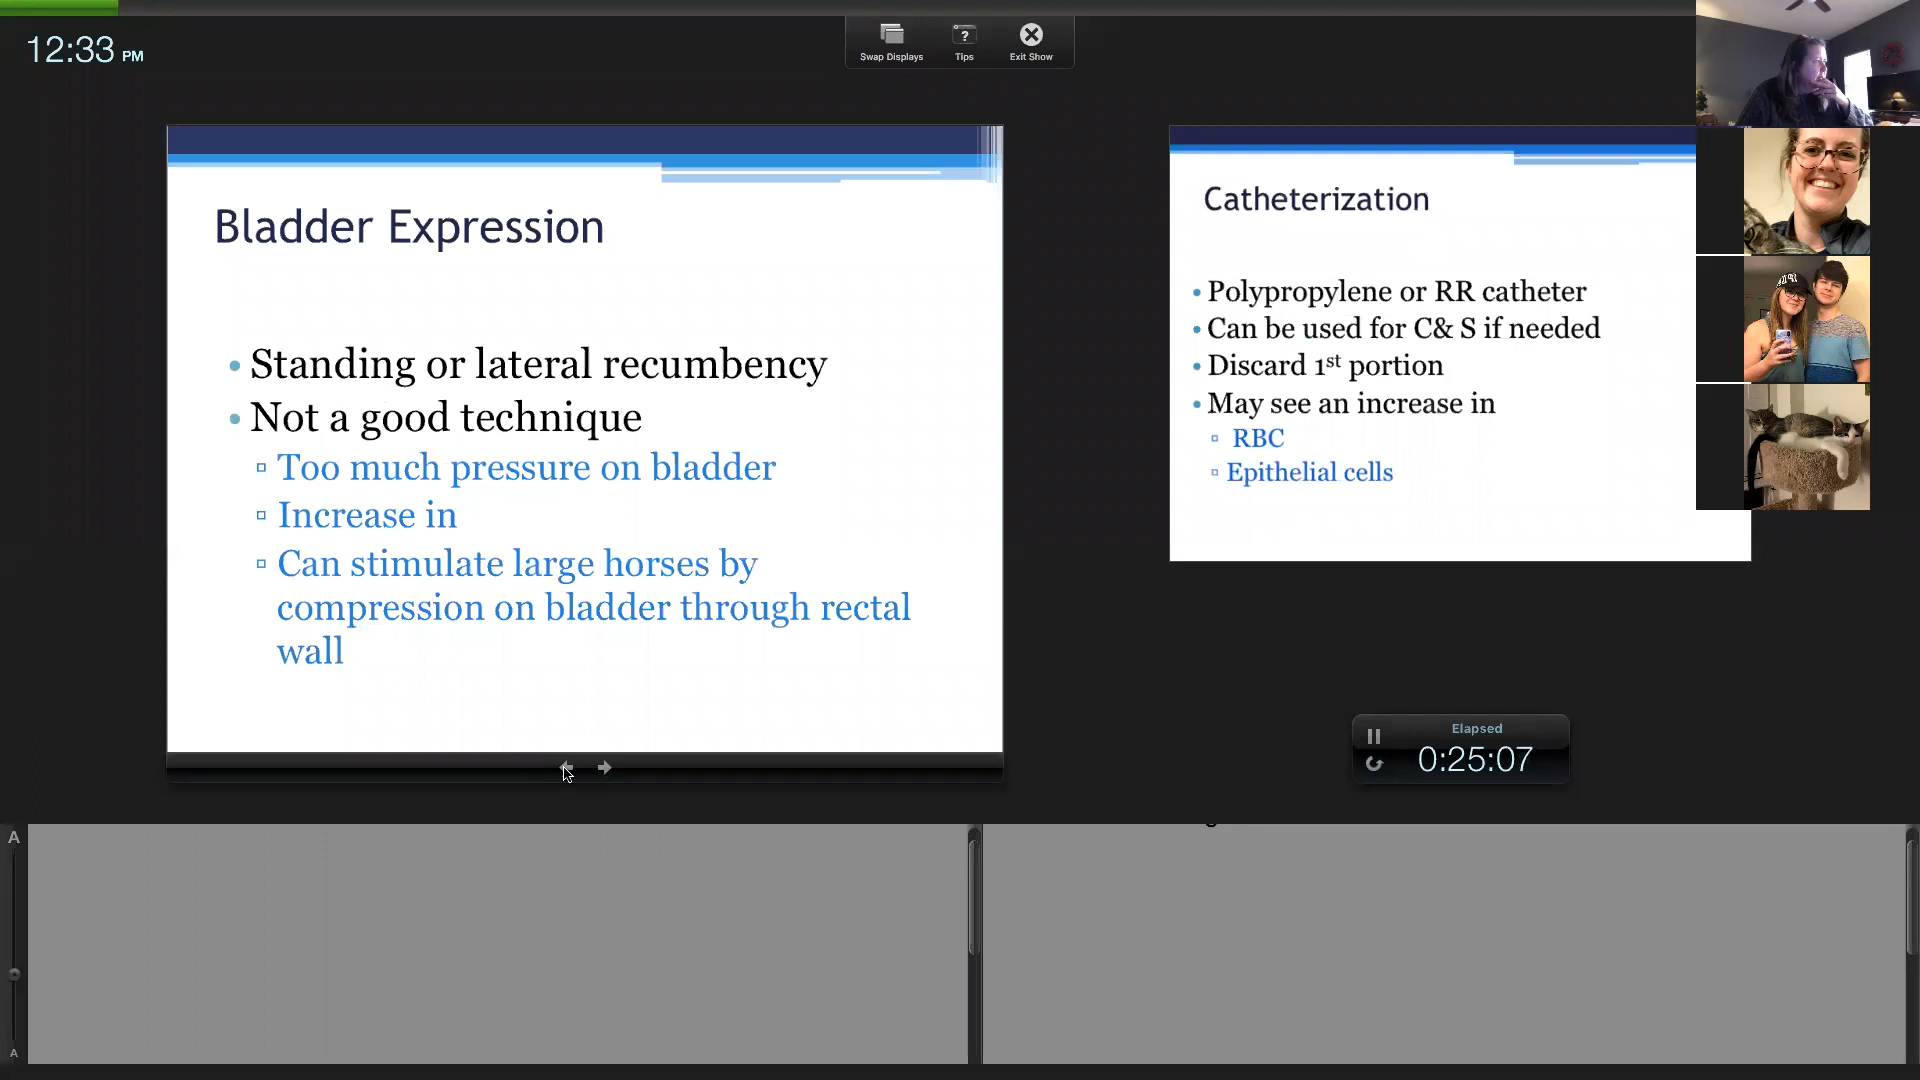 12:33 PM
Swap Displays
Tips
Exit Show
Bladder Expression
• Standing or lateral recumbency
• Not a good technique
▫ Too much pressure on bladder
▫ Increase in
▫ Can stimulate large horses by
compression on bladder through rectal
wall
Catheterization
• Polypropylene or RR catheter
• Can be used for C& S if needed
• Discard 1st portion
• May see an increase in
▫ RBC
▫ Epithelial cells
Elapsed
0:25:07
A
A